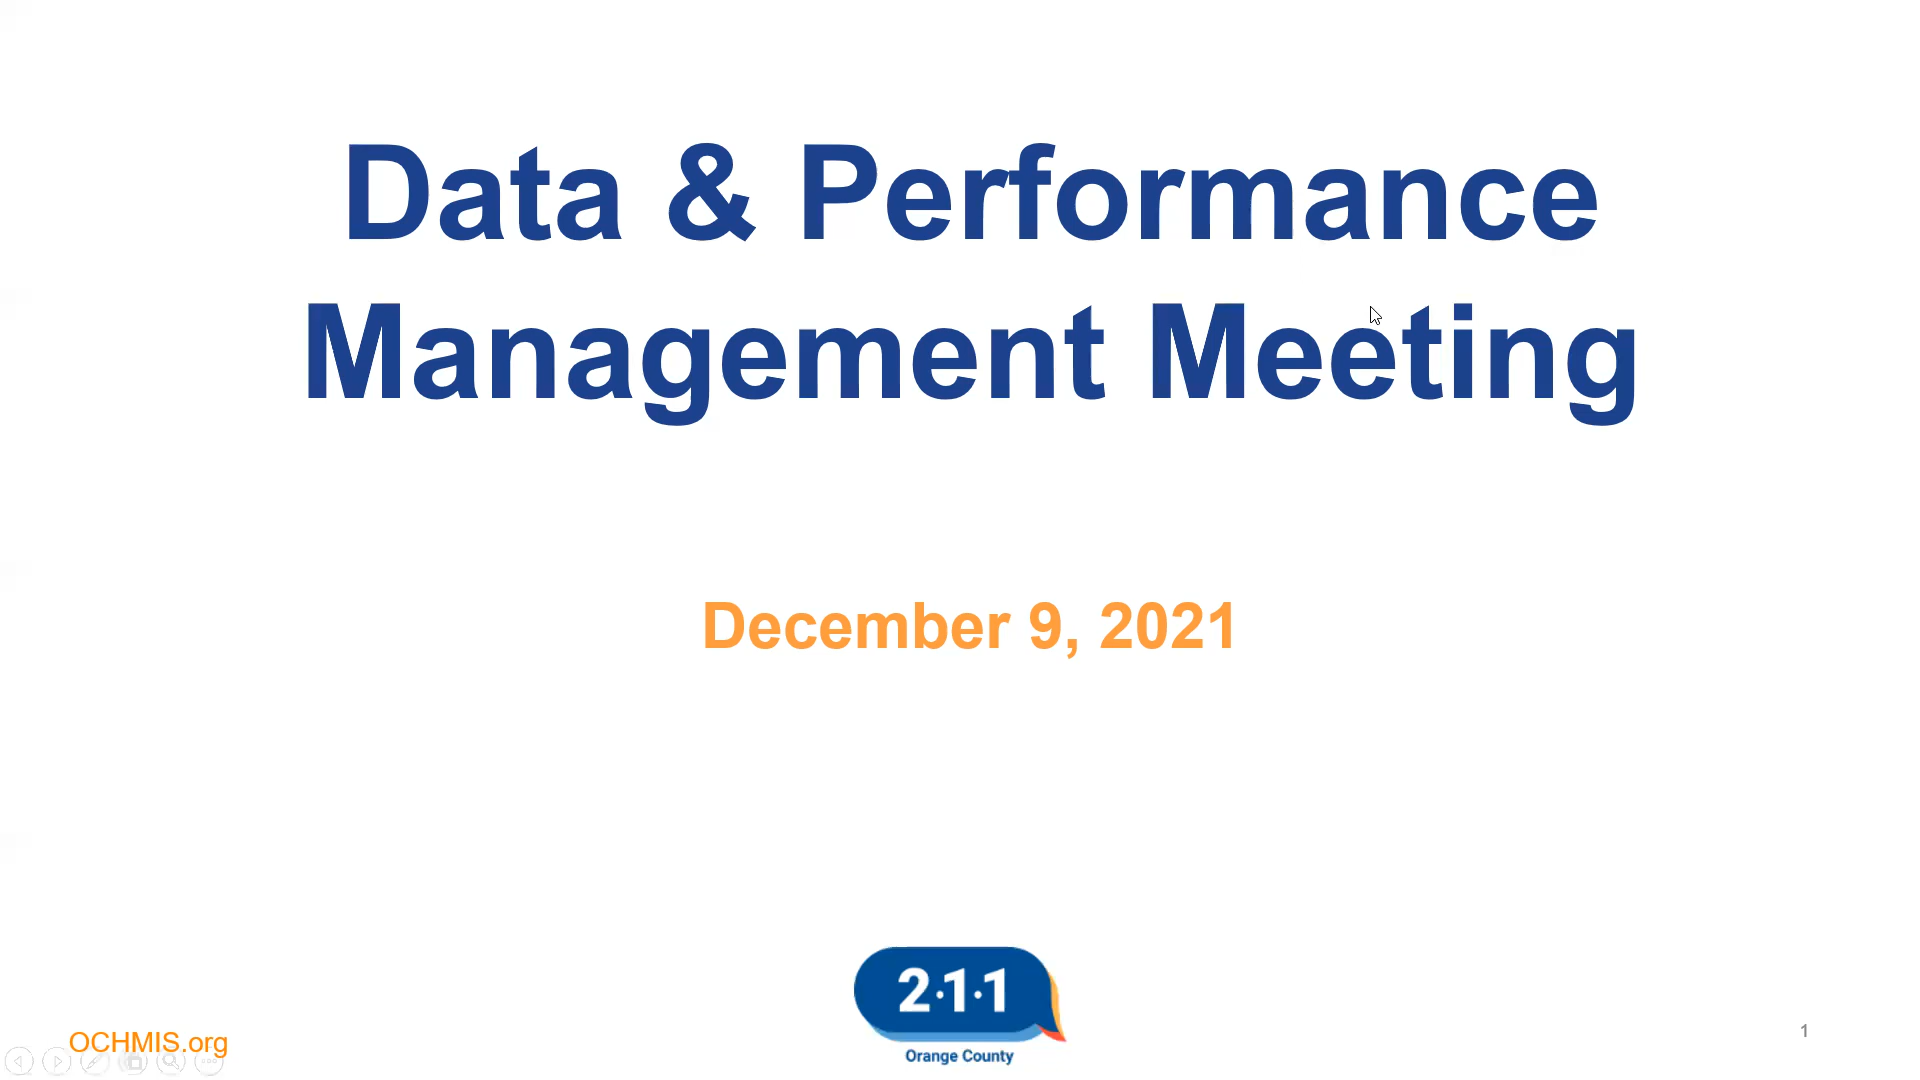 Data & Performance
Management Meeting
December 9, 2021
2·1·1
Orange County
OCHMIS.org
1